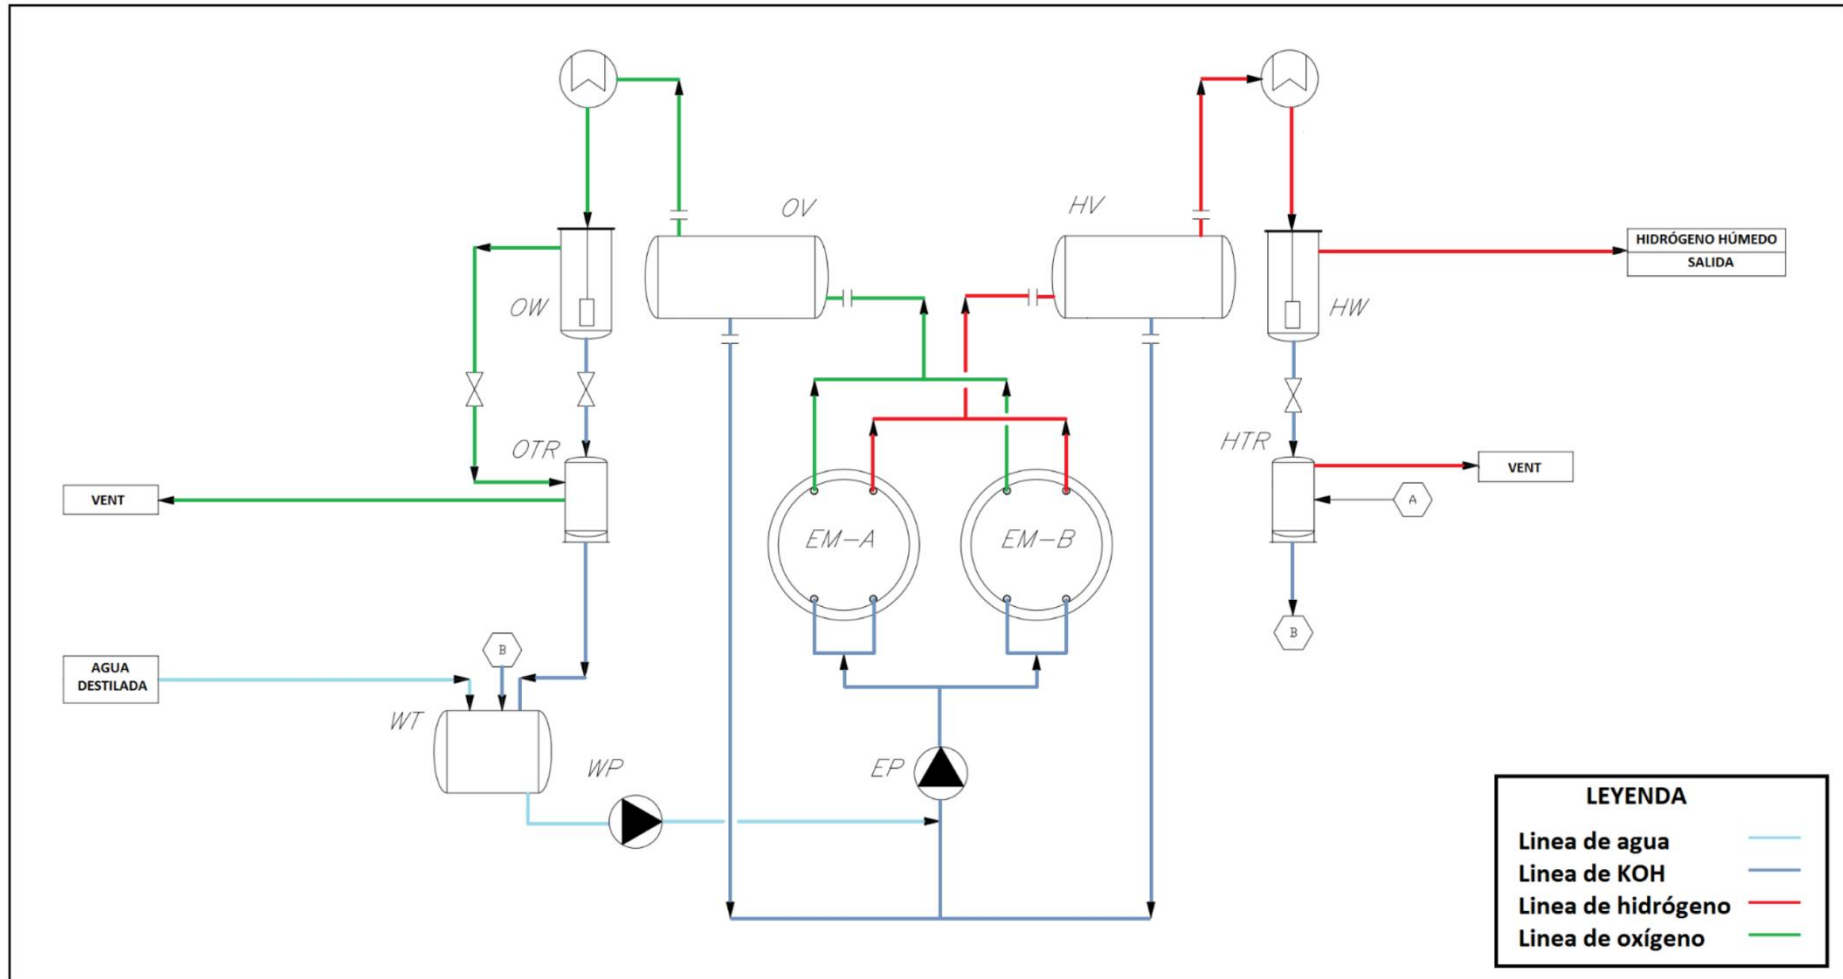 OV
HV
HIDRÓGENO HÚMEDO
SALIDA
OW
HW
OTR
HTR
VENT
VENT
A
EM-A
EM-B
B
B
AGUA
DESTILADA
WT
WP
EP
LEYENDA
Linea de agua
Linea de KOH
Linea de hidrógeno
Linea de oxígeno